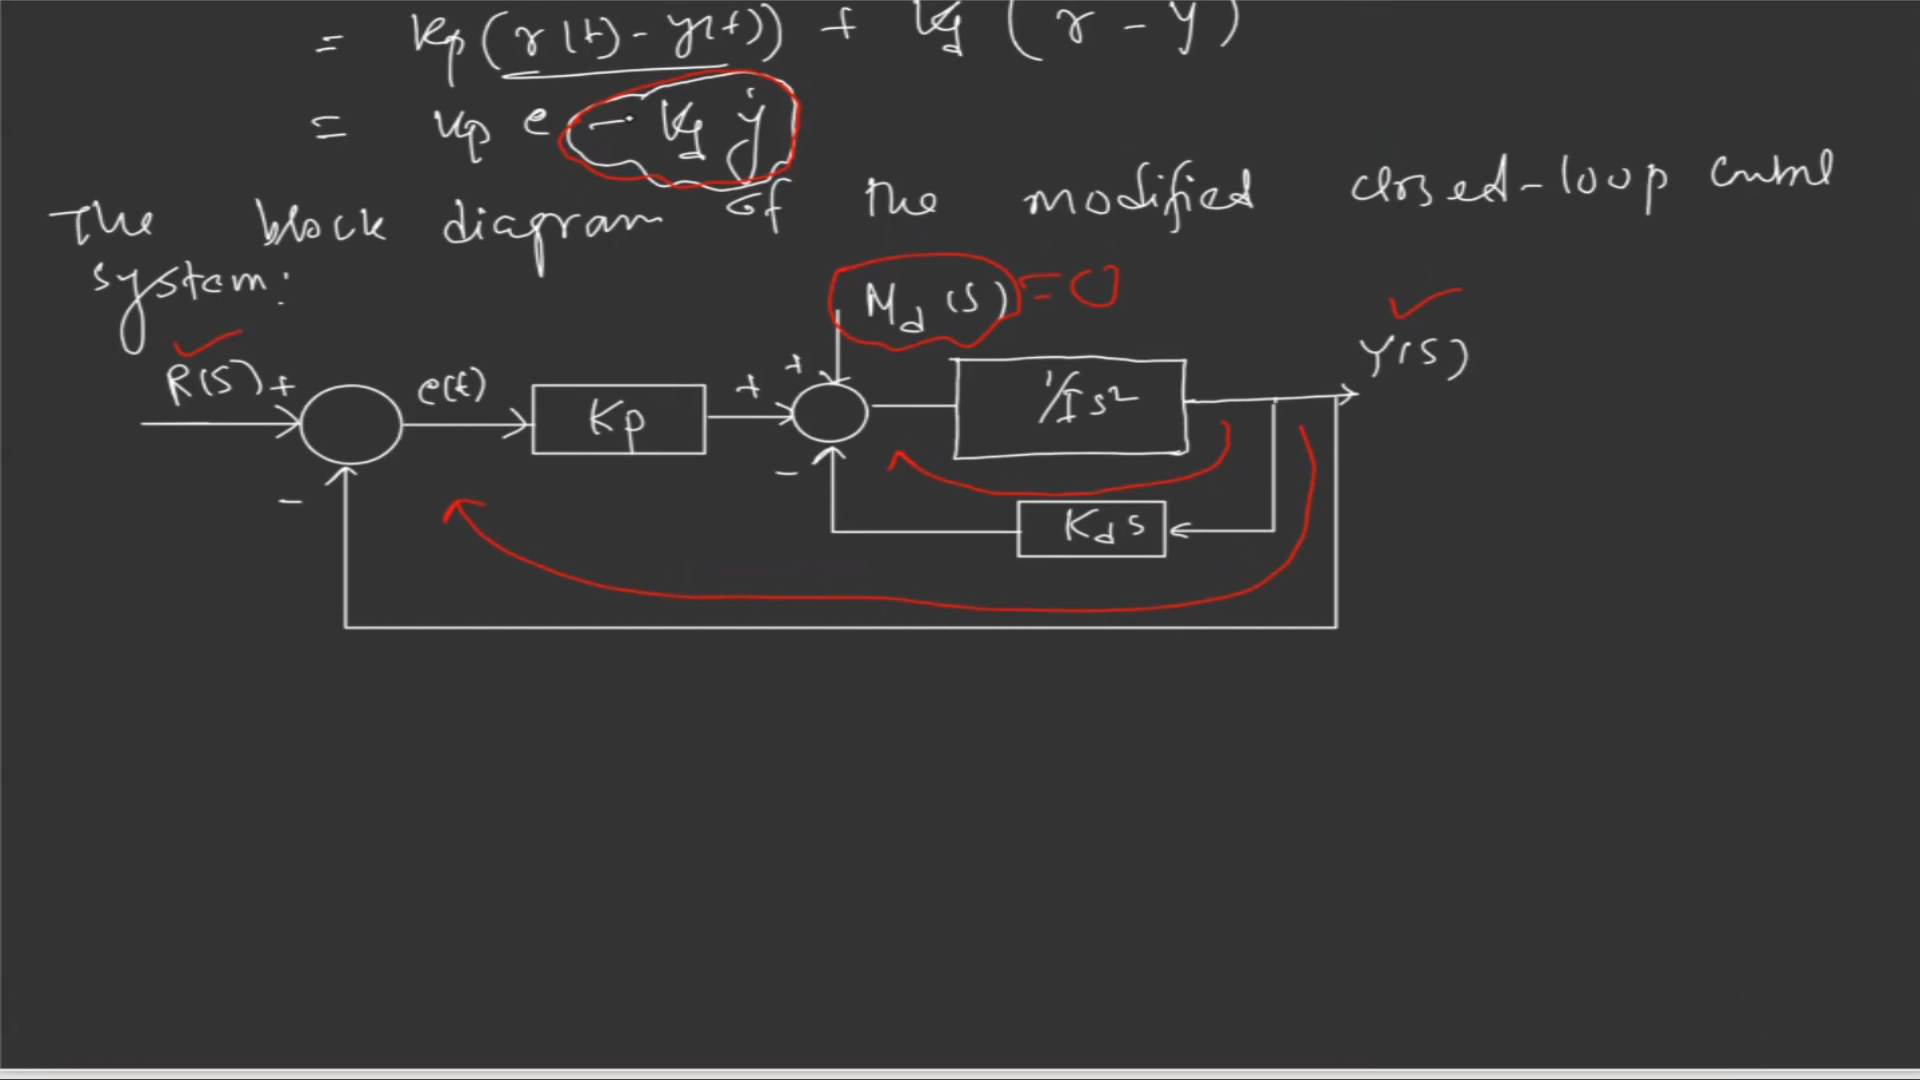 = Kp (r(t) - y(t)) + Kd (ṙ - ẏ)
= Kp e - Kd ẏ
The block diagram of the modified closed-loop control
system:
Md(s) = 0
R(s) + e(t) Kp + + 1/Is² Y(s)
- - Kd s